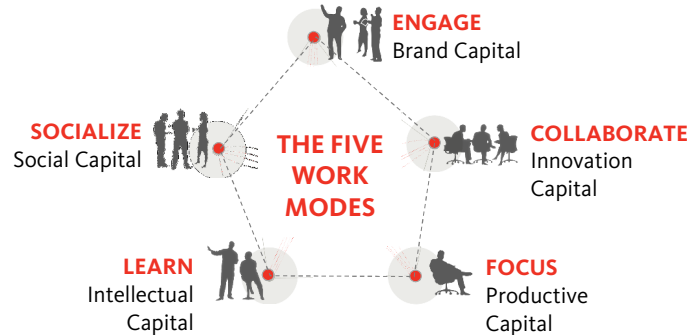 ENGAGE
Brand Capital
SOCIALIZE
Social Capital
THE FIVE
WORK
MODES
COLLABORATE
Innovation
Capital
LEARN
Intellectual
Capital
FOCUS
Productive
Capital